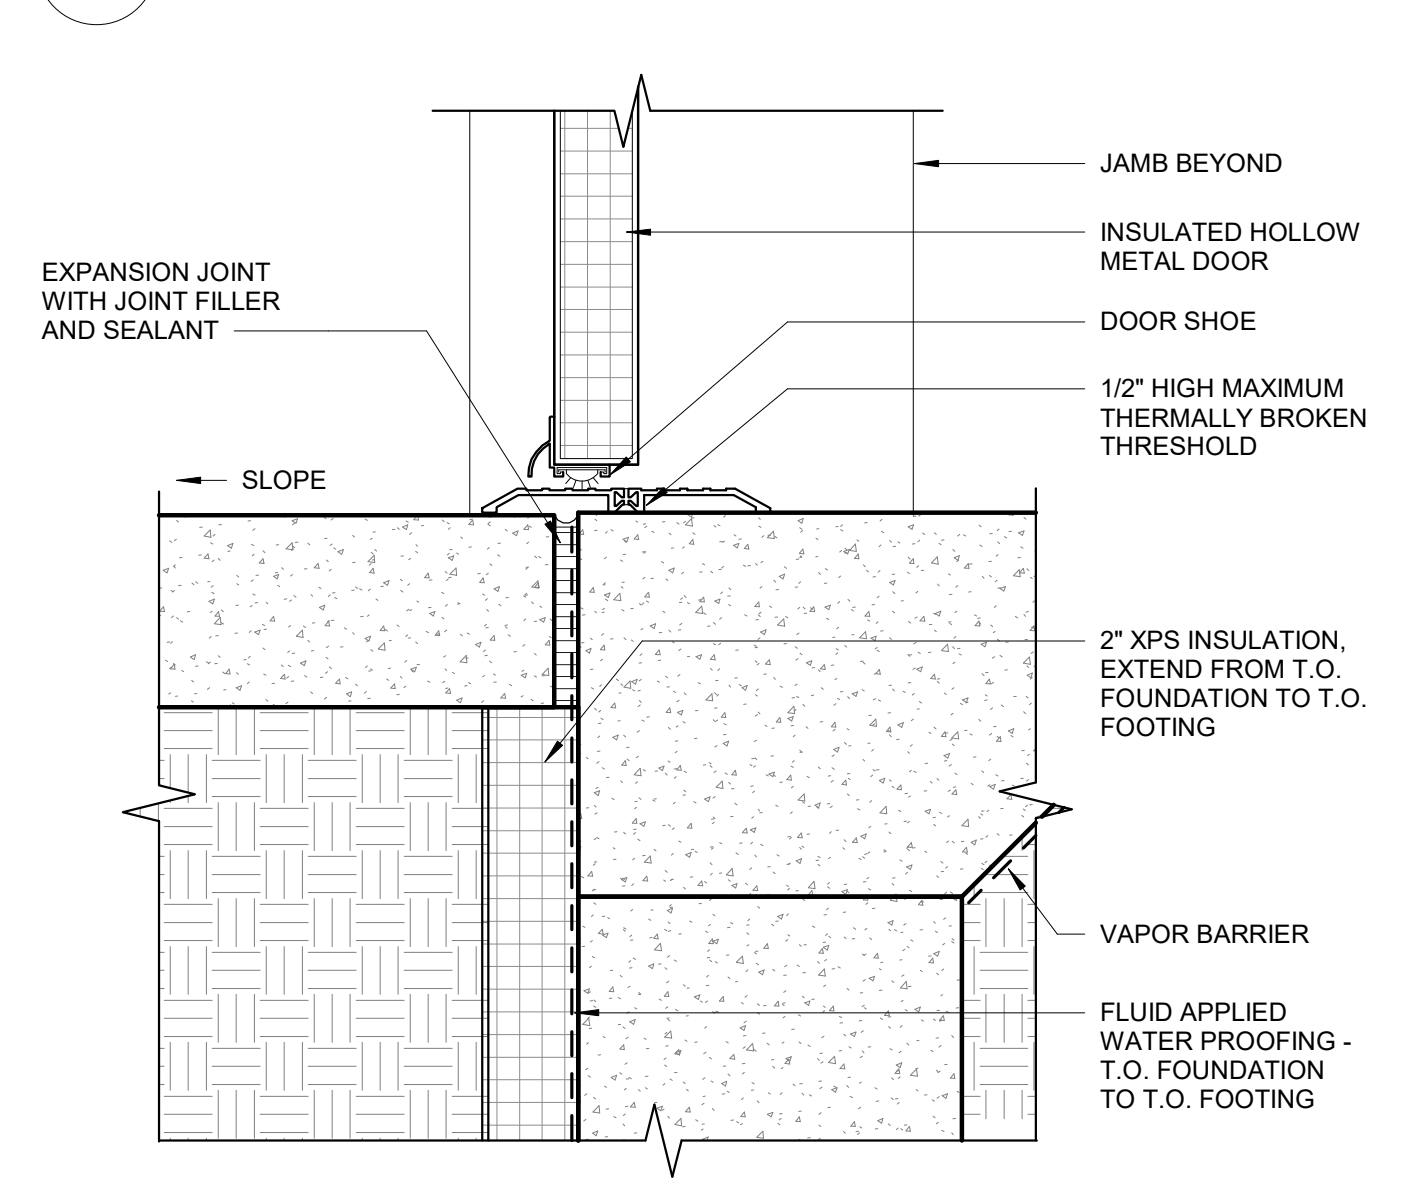 JAMB BEYOND
INSULATED HOLLOW
METAL DOOR
EXPANSION JOINT
WITH JOINT FILLER
AND SEALANT
DOOR SHOE
1/2" HIGH MAXIMUM
THERMALLY BROKEN
THRESHOLD
SLOPE
2" XPS INSULATION,
EXTEND FROM T.O.
FOUNDATION TO T.O.
FOOTING
VAPOR BARRIER
FLUID APPLIED
WATER PROOFING -
T.O. FOUNDATION
TO T.O. FOOTING